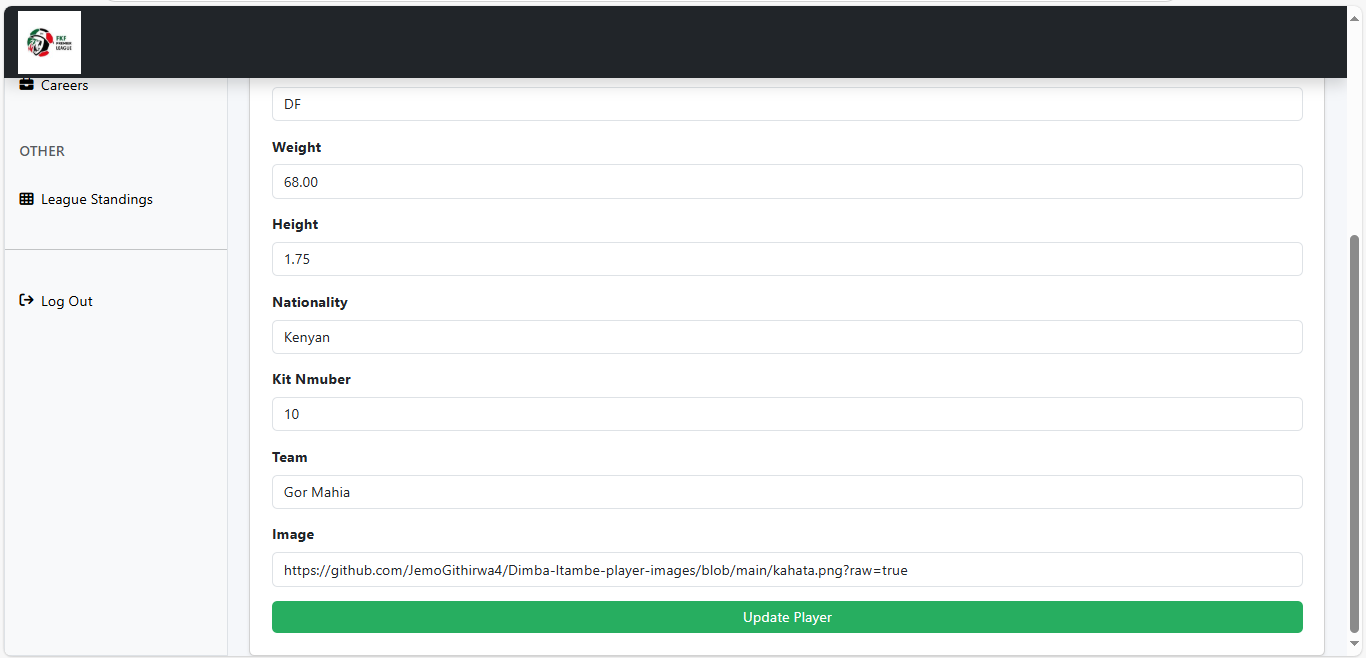 FKF
PREMIER
LEAGUE
Careers
OTHER
League Standings
Log Out
DF
Weight
68.00
Height
1.75
Nationality
Kenyan
Kit Nmuber
10
Team
Gor Mahia
Image
https://github.com/JemoGithirwa4/Dimba-Itambe-player-images/blob/main/kahata.png?raw=true
Update Player